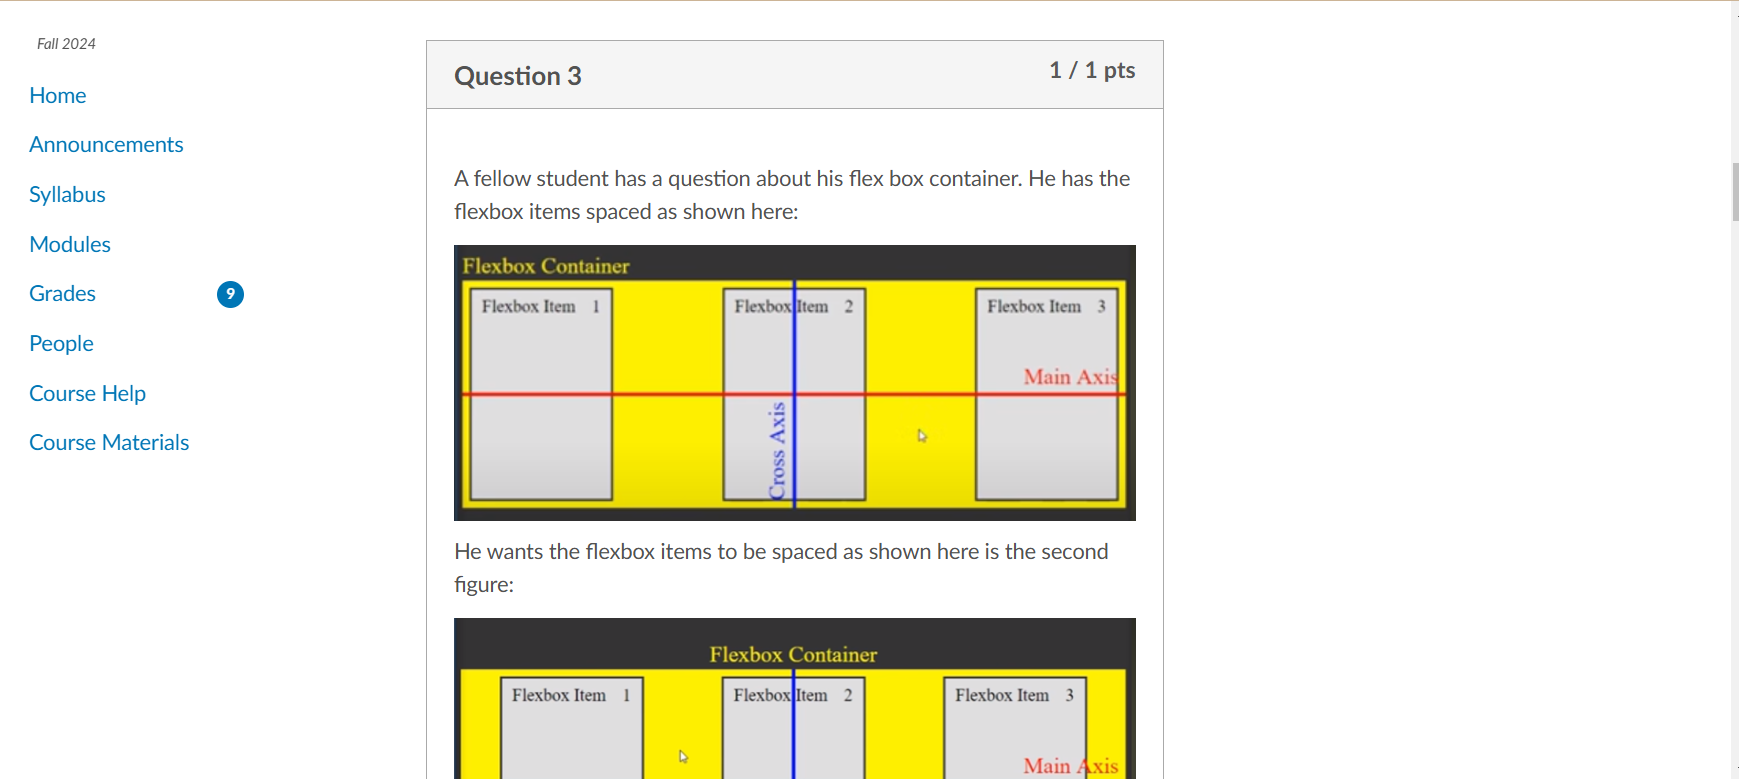 Fall 2024
Home
Announcements
Syllabus
Modules
Grades
9
People
Course Help
Course Materials
Question 3
1 / 1 pts
A fellow student has a question about his flex box container. He has the
flexbox items spaced as shown here:
Flexbox Container
Flexbox Item 1
Flexbox Item 2
Flexbox Item 3
Main Axis
Cross Axis
He wants the flexbox items to be spaced as shown here is the second
figure:
Flexbox Container
Flexbox Item 1
Flexbox Item 2
Flexbox Item 3
Main Axis